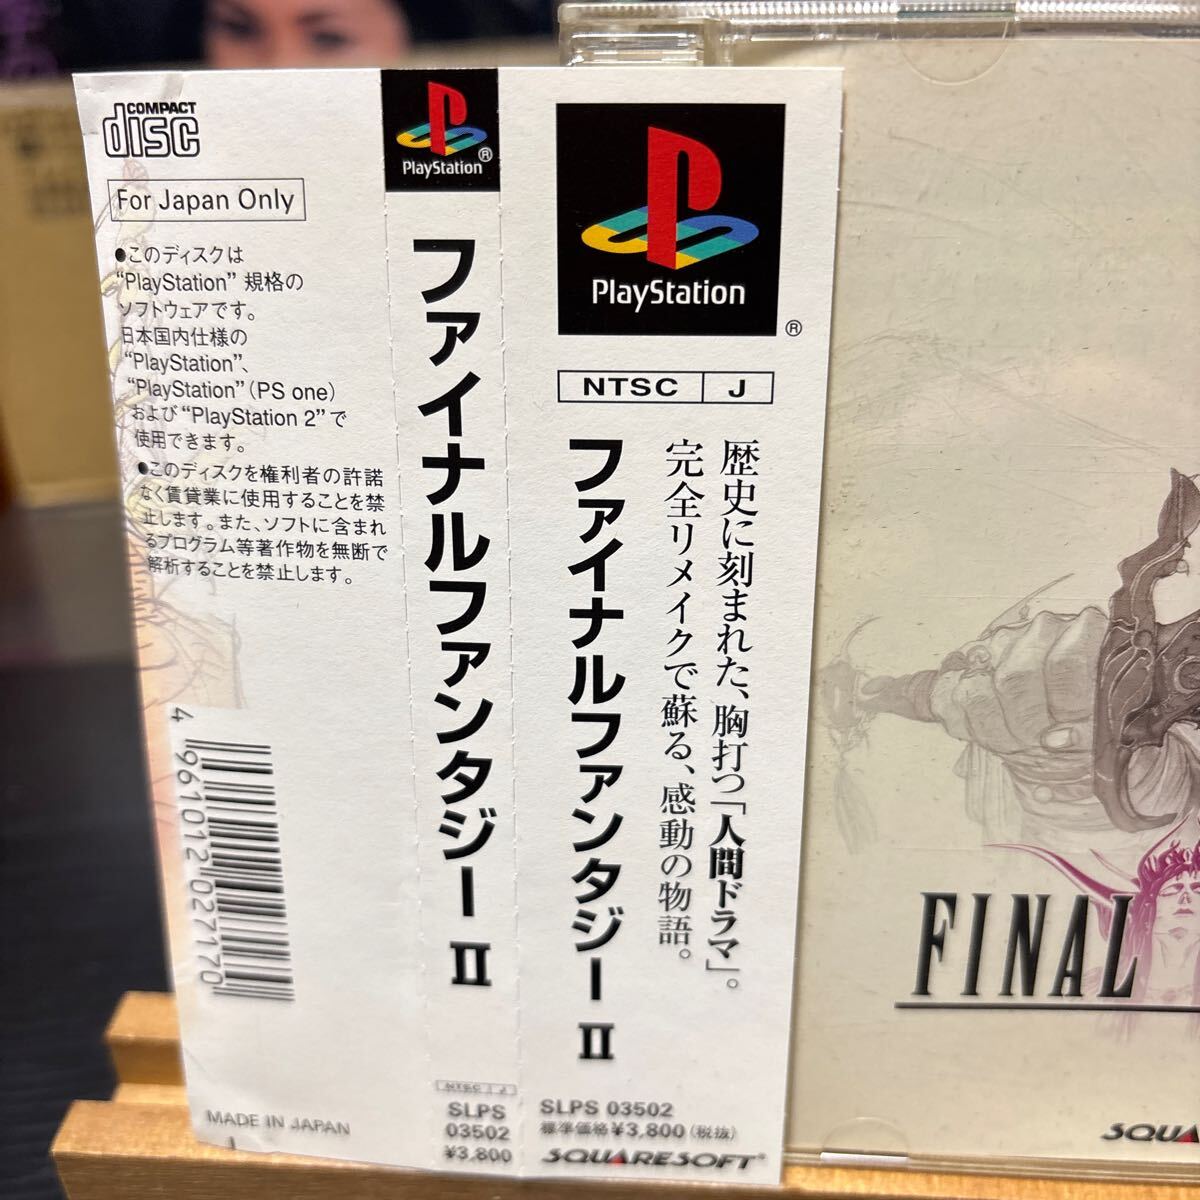 COMPACT
disc
For Japan Only
●このディスクは
“PlayStation” 規格の
ソフトウェアです。
日本国内仕様の
“PlayStation”、
“PlayStation” (PS one)
および “PlayStation 2” で
使用できます。
●このディスクを権利者の許諾
なく賃貸業に使用することを禁
止します。また、ソフトに含まれ
るプログラム等著作物を無断で
解析することを禁止します。
4961012027170
MADE IN JAPAN
PlayStation®
ファイナルファンタジー II
NTSC J
SLPS
03502
¥3,800
PlayStation
®
NTSC J
歴史に刻まれた、胸打つ「人間ドラマ」。
完全リメイクで蘇る、感動の物語。
ファイナルファンタジー II
SLPS 03502
標準価格¥3,800(税抜)
SQUARESOFT®
FINAL